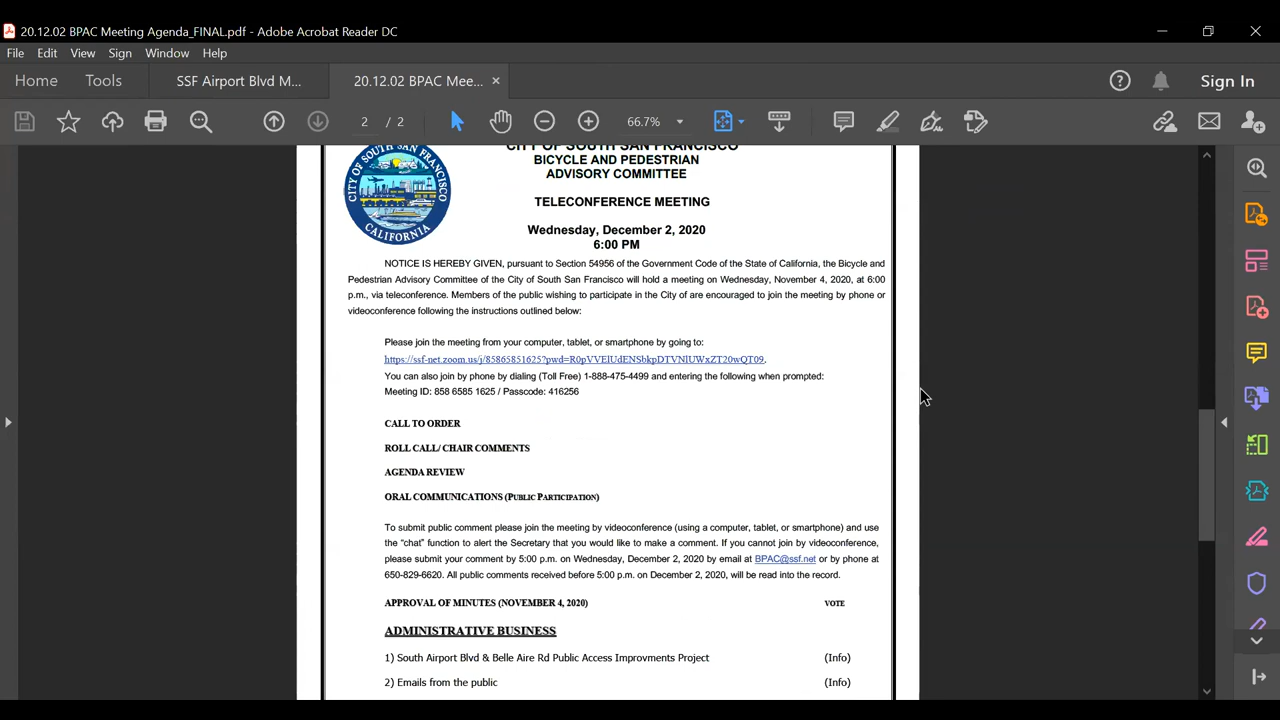 20.12.02 BPAC Meeting Agenda_FINAL.pdf - Adobe Acrobat Reader DC
File Edit View Sign Window Help
Home Tools SSF Airport Blvd M... 20.12.02 BPAC Mee... Sign In
2 / 2 66.7%
CITY OF SOUTH SAN FRANCISCO
BICYCLE AND PEDESTRIAN
ADVISORY COMMITTEE
CITY OF SOUTH SAN FRANCISCO
CALIFORNIA
TELECONFERENCE MEETING
Wednesday, December 2, 2020
6:00 PM
NOTICE IS HEREBY GIVEN, pursuant to Section 54956 of the Government Code of the State of California, the Bicycle and
Pedestrian Advisory Committee of the City of South San Francisco will hold a meeting on Wednesday, November 4, 2020, at 6:00
p.m., via teleconference. Members of the public wishing to participate in the City of are encouraged to join the meeting by phone or
videoconference following the instructions outlined below:
Please join the meeting from your computer, tablet, or smartphone by going to:
https://ssf-net.zoom.us/j/85865851625?pwd=R0pVVEIUdENSbkpDTVNlUWxZT20wQT09.
You can also join by phone by dialing (Toll Free) 1-888-475-4499 and entering the following when prompted:
Meeting ID: 858 6585 1625 / Passcode: 416256
CALL TO ORDER
ROLL CALL/ CHAIR COMMENTS
AGENDA REVIEW
ORAL COMMUNICATIONS (PUBLIC PARTICIPATION)
To submit public comment please join the meeting by videoconference (using a computer, tablet, or smartphone) and use
the “chat” function to alert the Secretary that you would like to make a comment. If you cannot join by videoconference,
please submit your comment by 5:00 p.m. on Wednesday, December 2, 2020 by email at BPAC@ssf.net or by phone at
650-829-6620. All public comments received before 5:00 p.m. on December 2, 2020, will be read into the record.
APPROVAL OF MINUTES (NOVEMBER 4, 2020) VOTE
ADMINISTRATIVE BUSINESS
1) South Airport Blvd & Belle Aire Rd Public Access Improvments Project (Info)
2) Emails from the public (Info)